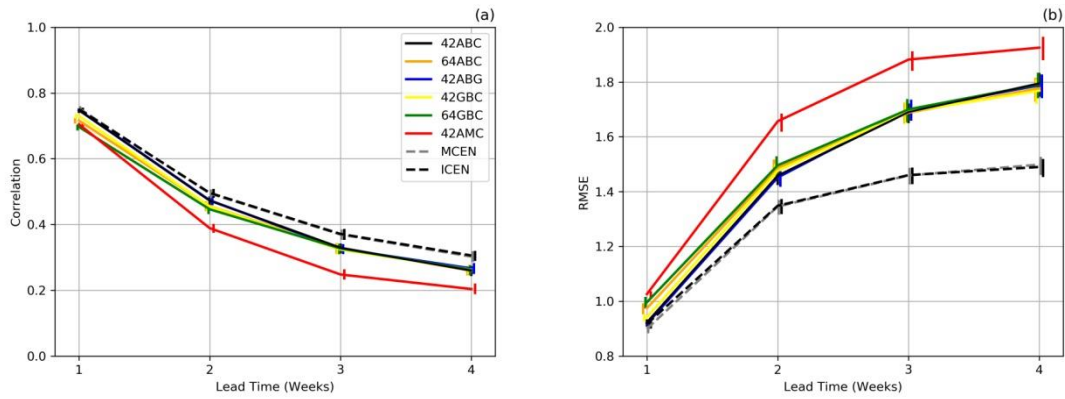 (a)
1.0
0.8
0.6
0.4
0.2
0.0
Correlation
1
2
3
4
Lead Time (Weeks)
42ABC
64ABC
42ABG
42GBC
64GBC
42AMC
MCEN
ICEN
(b)
2.0
1.8
1.6
1.4
1.2
1.0
0.8
RMSE
1
2
3
4
Lead Time (Weeks)